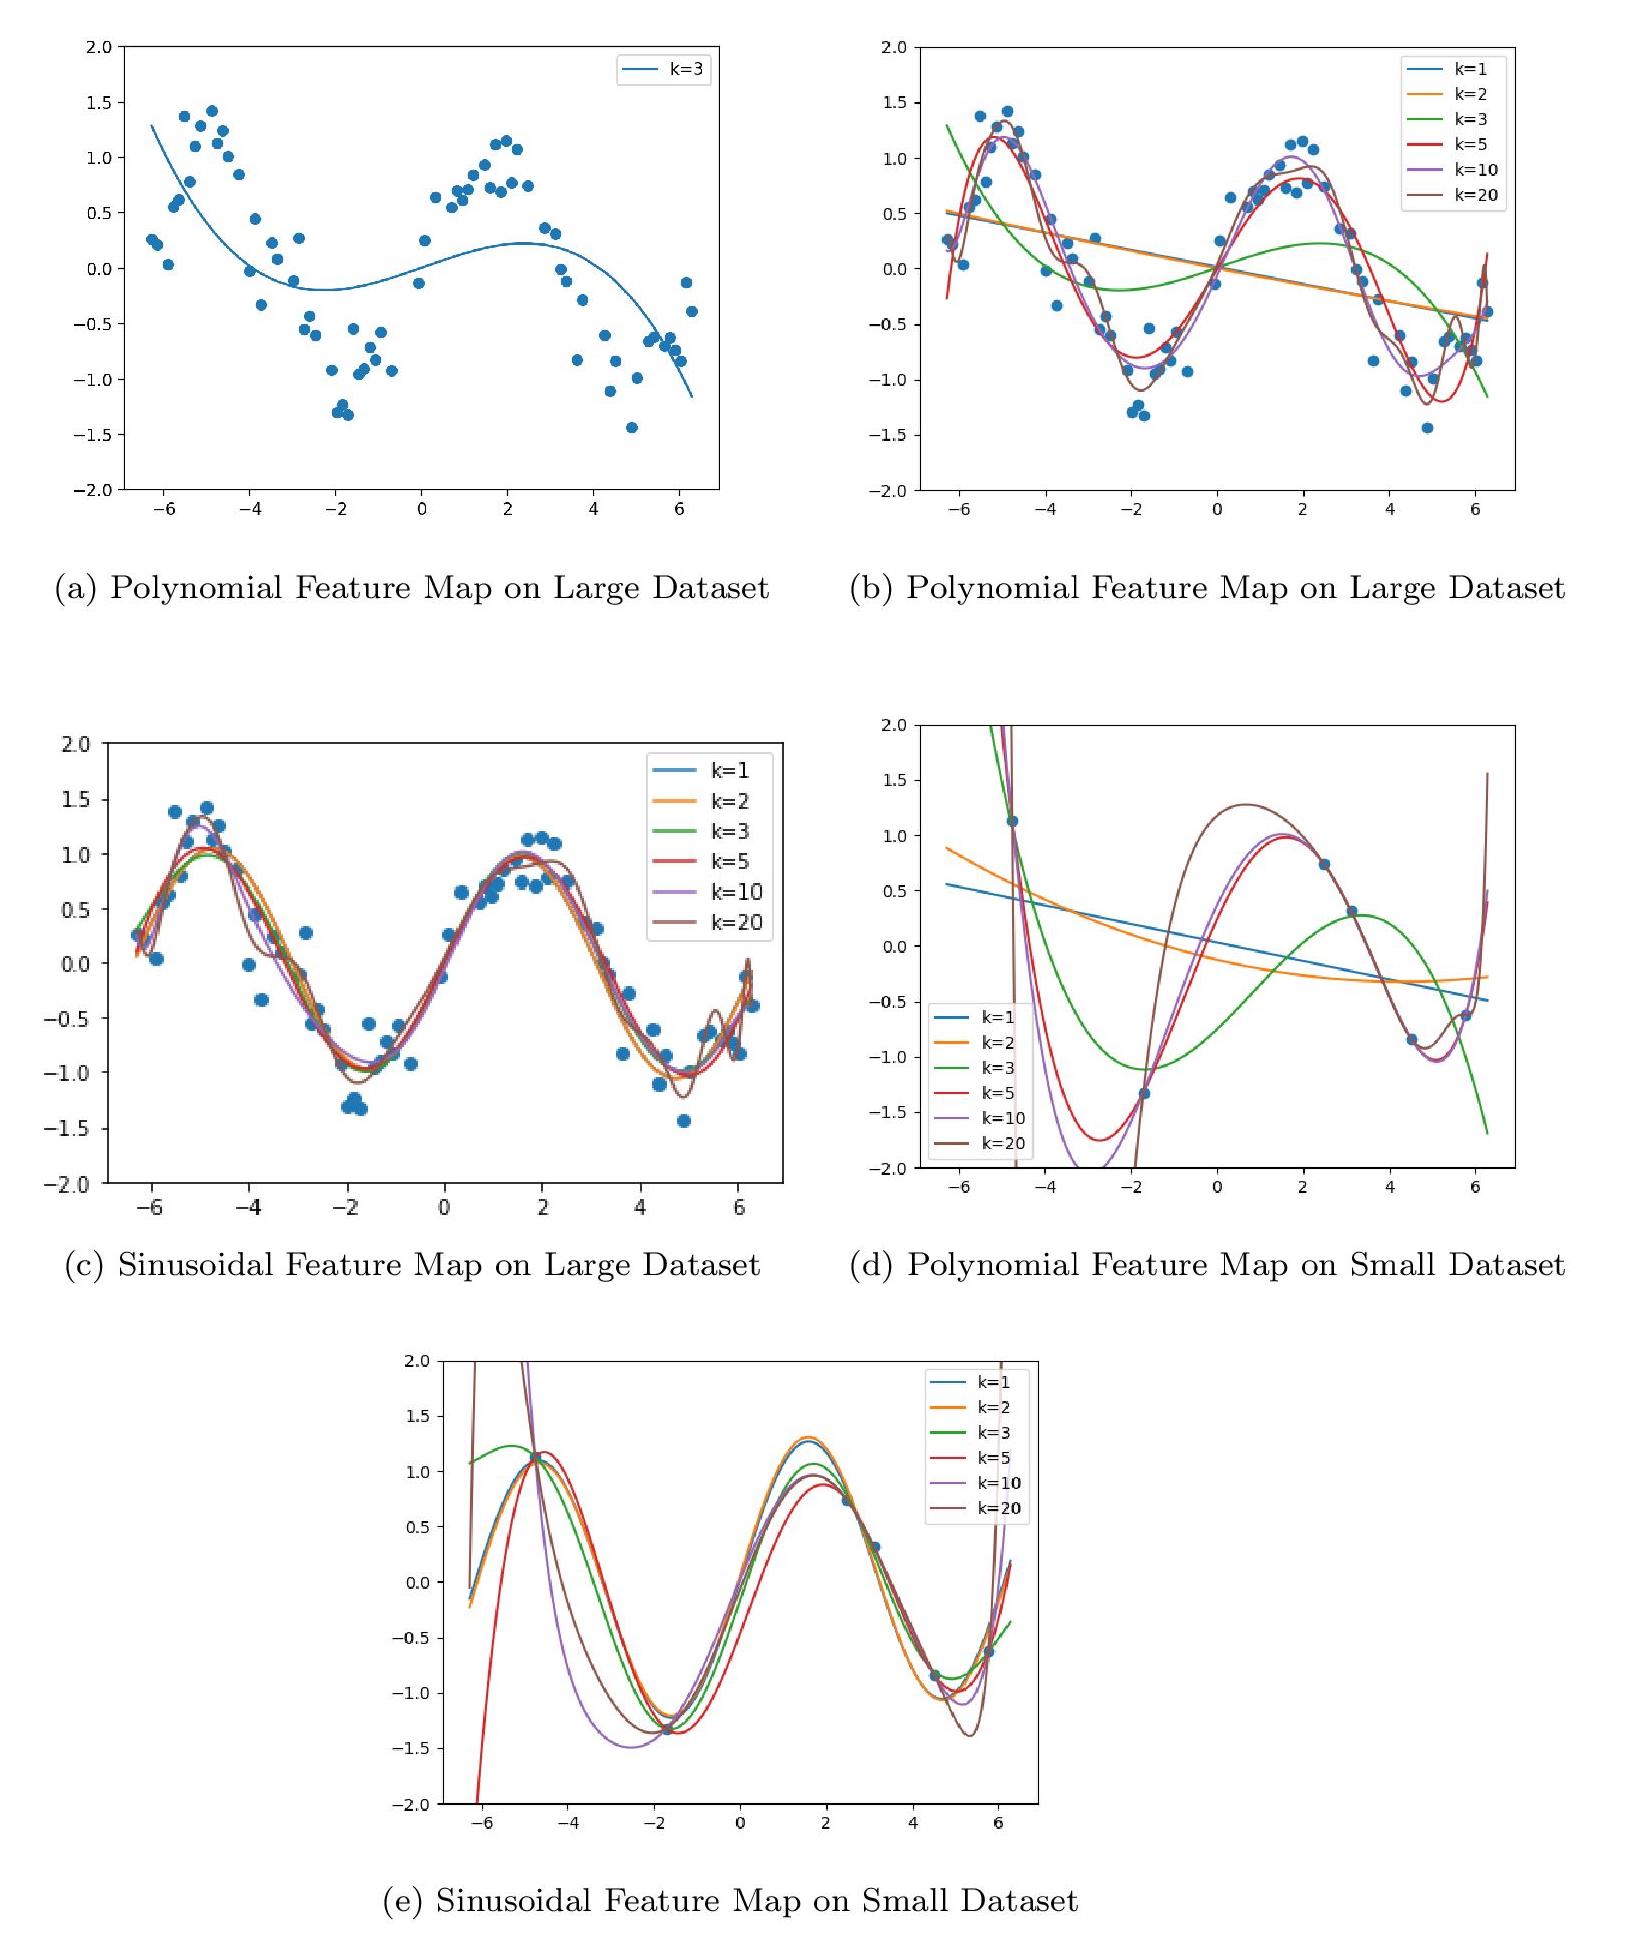 2.0
1.5
1.0
0.5
0.0
−0.5
−1.0
−1.5
−2.0
−6 −4 −2 0 2 4 6
k=3
(a) Polynomial Feature Map on Large Dataset
2.0
1.5
1.0
0.5
0.0
−0.5
−1.0
−1.5
−2.0
−6 −4 −2 0 2 4 6
k=1
k=2
k=3
k=5
k=10
k=20
(b) Polynomial Feature Map on Large Dataset
2.0
1.5
1.0
0.5
0.0
−0.5
−1.0
−1.5
−2.0
−6 −4 −2 0 2 4 6
k=1
k=2
k=3
k=5
k=10
k=20
(c) Sinusoidal Feature Map on Large Dataset
2.0
1.5
1.0
0.5
0.0
−0.5
−1.0
−1.5
−2.0
−6 −4 −2 0 2 4 6
k=1
k=2
k=3
k=5
k=10
k=20
(d) Polynomial Feature Map on Small Dataset
2.0
1.5
1.0
0.5
0.0
−0.5
−1.0
−1.5
−2.0
−6 −4 −2 0 2 4 6
k=1
k=2
k=3
k=5
k=10
k=20
(e) Sinusoidal Feature Map on Small Dataset